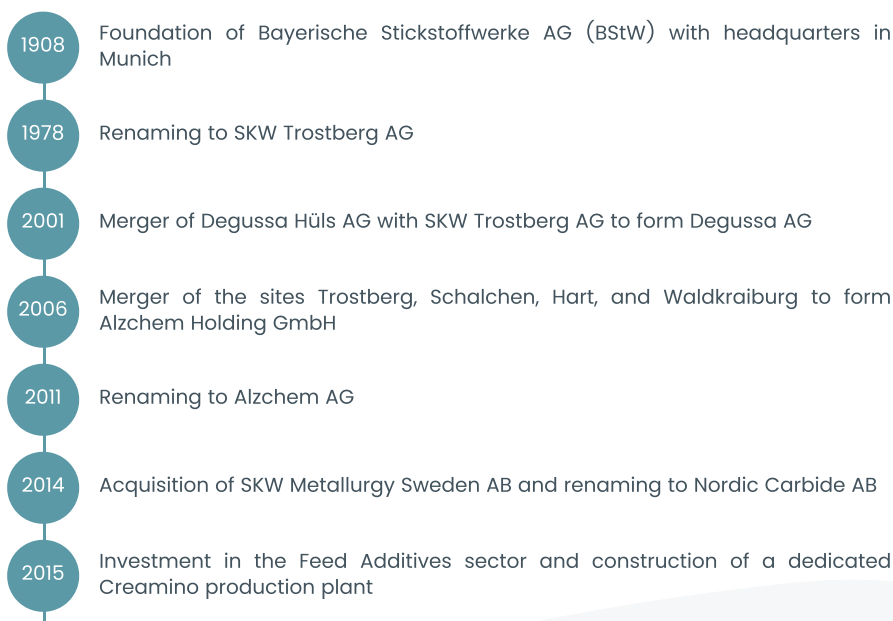 1908
Foundation of Bayerische Stickstoffwerke AG (BStW) with headquarters in
Munich
1978
Renaming to SKW Trostberg AG
2001
Merger of Degussa Hüls AG with SKW Trostberg AG to form Degussa AG
2006
Merger of the sites Trostberg, Schalchen, Hart, and Waldkraiburg to form
Alzchem Holding GmbH
2011
Renaming to Alzchem AG
2014
Acquisition of SKW Metallurgy Sweden AB and renaming to Nordic Carbide AB
2015
Investment in the Feed Additives sector and construction of a dedicated
Creamino production plant